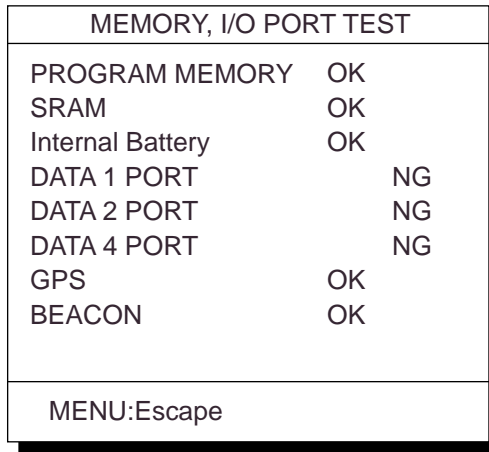 MEMORY, I/O PORT TEST
PROGRAM MEMORY OK
SRAM OK
Internal Battery OK
DATA 1 PORT NG
DATA 2 PORT NG
DATA 4 PORT NG
GPS OK
BEACON OK
MENU:Escape